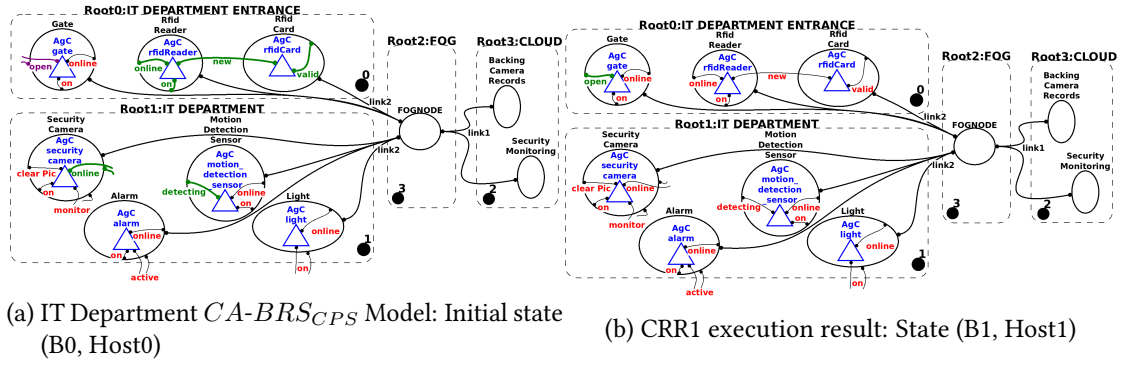 Root0:IT DEPARTMENT ENTRANCE
Gate
AgC
gate
open
online
on
Rfid
Reader
AgC
rfidReader
online
on
new
Rfid
Card
AgC
rfidCard
valid
0
link2
Root2:FOG
FOGNODE
link1
3
Root3:CLOUD
Backing
Camera
Records
Security
Monitoring
2
link2
Root1:IT DEPARTMENT
Security
Camera
AgC
security
camera
clear Pic
online
on
monitor
Motion
Detection
Sensor
AgC
motion_
detection
sensor
detecting
online
on
Alarm
AgC
alarm
online
on
active
Light
AgC
light
online
on
1
(a) IT Department CA-BRS_CPS Model: Initial state
(B0, Host0)
Root0:IT DEPARTMENT ENTRANCE
Gate
AgC
gate
open
online
on
Rfid
Reader
AgC
rfidReader
online
on
new
Rfid
Card
AgC
rfidCard
valid
0
link2
Root2:FOG
FOGNODE
link1
3
Root3:CLOUD
Backing
Camera
Records
Security
Monitoring
2
link2
Root1:IT DEPARTMENT
Security
Camera
AgC
security
camera
clear Pic
online
on
monitor
Motion
Detection
Sensor
AgC
motion_
detection
sensor
detecting
online
on
Alarm
AgC
alarm
online
on
active
Light
AgC
light
online
on
1
(b) CRR1 execution result: State (B1, Host1)